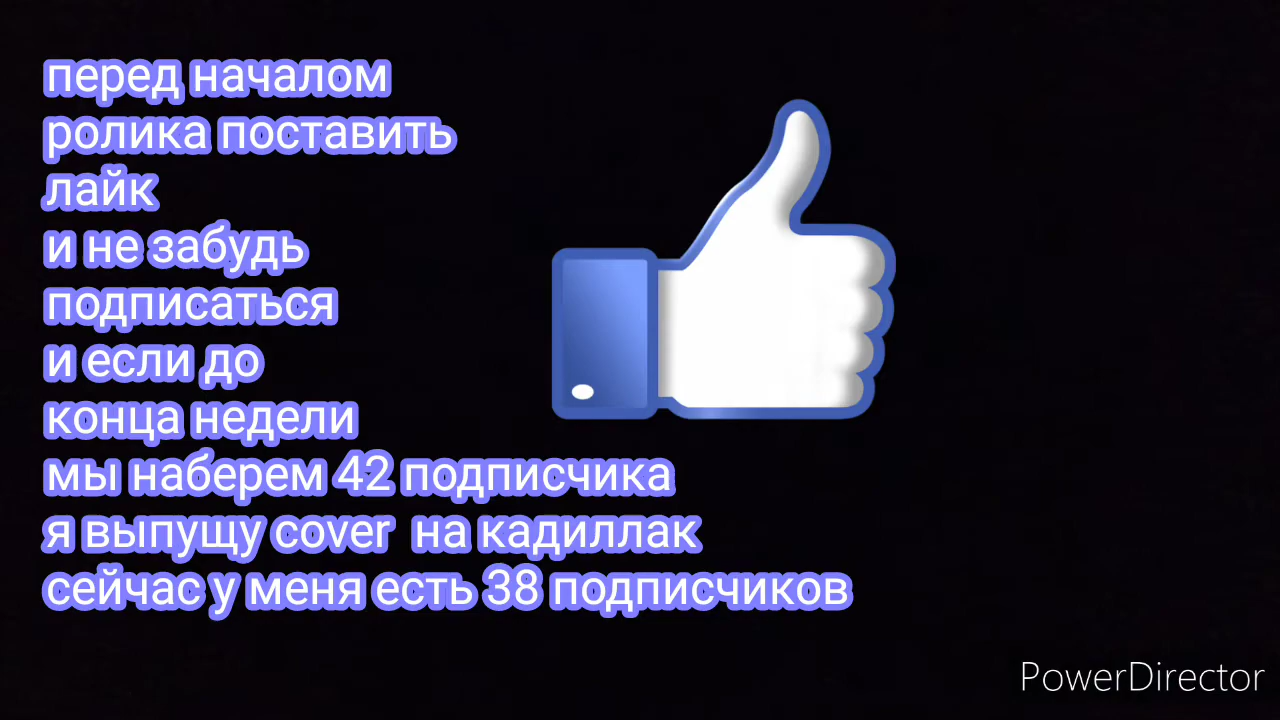 перед началом
ролика поставить
лайк
и не забудь
подписаться
и если до
конца недели
мы наберем 42 подписчика
я выпущу cover на кадиллак
сейчас у меня есть 38 подписчиков
PowerDirector